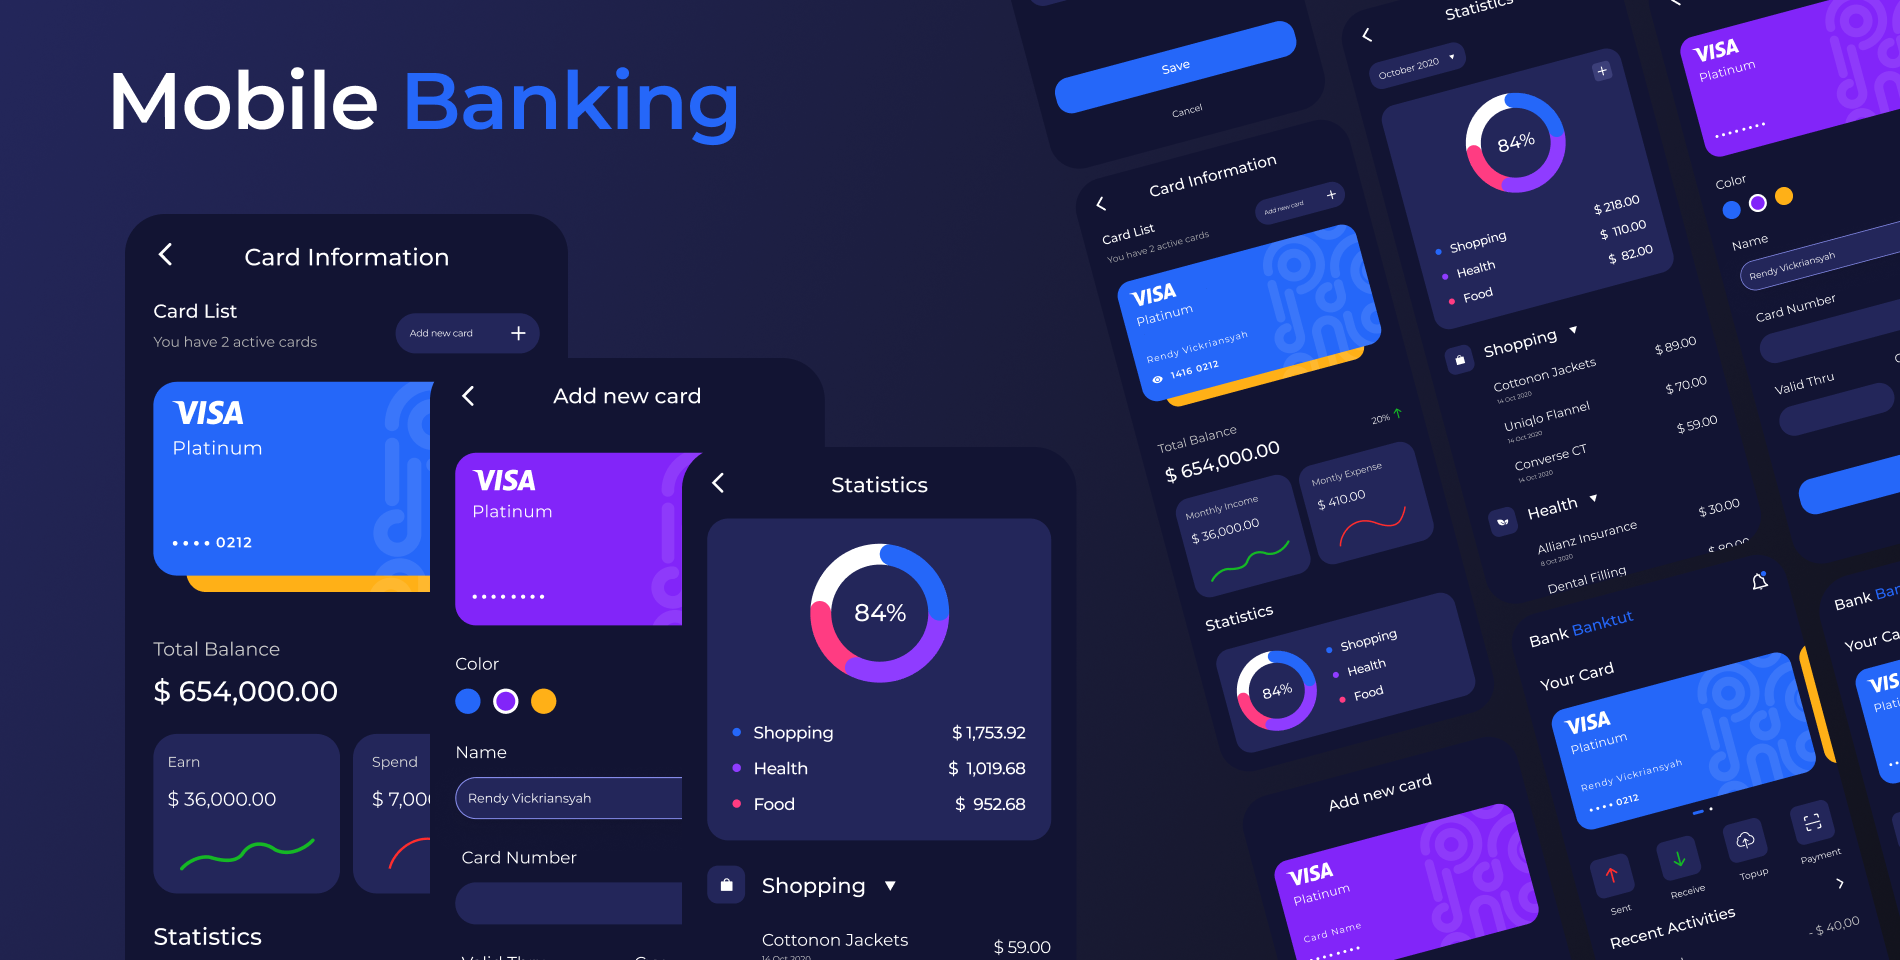 Mobile Banking
Card Information
Card List
You have 2 active cards
Add new card
VISA
Platinum
•••• 0212
Total Balance
$ 654,000.00
Earn
$ 36,000.00
Spend
$ 7,00
Statistics
Add new card
VISA
Platinum
••••••••
Color
Name
Rendy Vickriansyah
Card Number
Statistics
84%
Shopping $ 1,753.92
Health $ 1,019.68
Food $ 952.68
Shopping
Cottonon Jackets $ 59.00
14 Oct 2020
Save
Cancel
Card Information
Card List
You have 2 active cards
Add new card
VISA
Platinum
Rendy Vickriansyah
1416 0212
Total Balance
$ 654,000.00
20%
Monthly Income
$ 36,000.00
Montly Expense
$ 410.00
Statistics
84%
Shopping
Health
Food
Add new card
VISA
Platinum
Card Name
••••••••
Statistics
October 2020
84%
Shopping $ 218.00
Health $ 110.00
Food $ 82.00
Shopping
Cottonon Jackets $ 89.00
14 Oct 2020
Uniqlo Flannel $ 70.00
14 Oct 2020
Converse CT $ 59.00
14 Oct 2020
Health
Allianz Insurance $ 30.00
8 Oct 2020
Dental Filling $ 80.00
Bank Banktut
Your Card
VISA
Platinum
Rendy Vickriansyah
•••• 0212
Sent
Receive
Topup
Payment
Recent Activities
- $ 40,00
VISA
Platinum
••••••••
Color
Name
Rendy Vickriansyah
Card Number
Valid Thru
Bank Ban
Your Ca
VISA
Plati